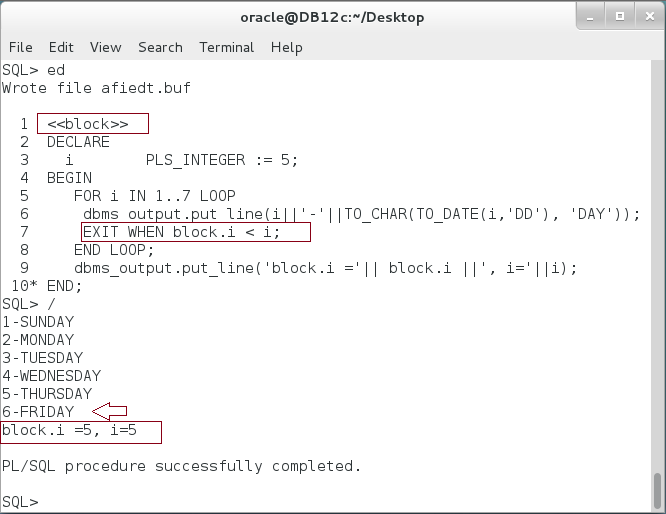 oracle@DB12c:~/Desktop
File Edit View Search Terminal Help
SQL> ed
Wrote file afiedt.buf
1 <<block>>
2 DECLARE
3 i PLS_INTEGER := 5;
4 BEGIN
5 FOR i IN 1..7 LOOP
6 dbms_output.put_line(i||'-'||TO_CHAR(TO_DATE(i,'DD'), 'DAY'));
7 EXIT WHEN block.i < i;
8 END LOOP;
9 dbms_output.put_line('block.i ='|| block.i ||', i='||i);
10* END;
SQL> /
1-SUNDAY
2-MONDAY
3-TUESDAY
4-WEDNESDAY
5-THURSDAY
6-FRIDAY
block.i =5, i=5
PL/SQL procedure successfully completed.
SQL>